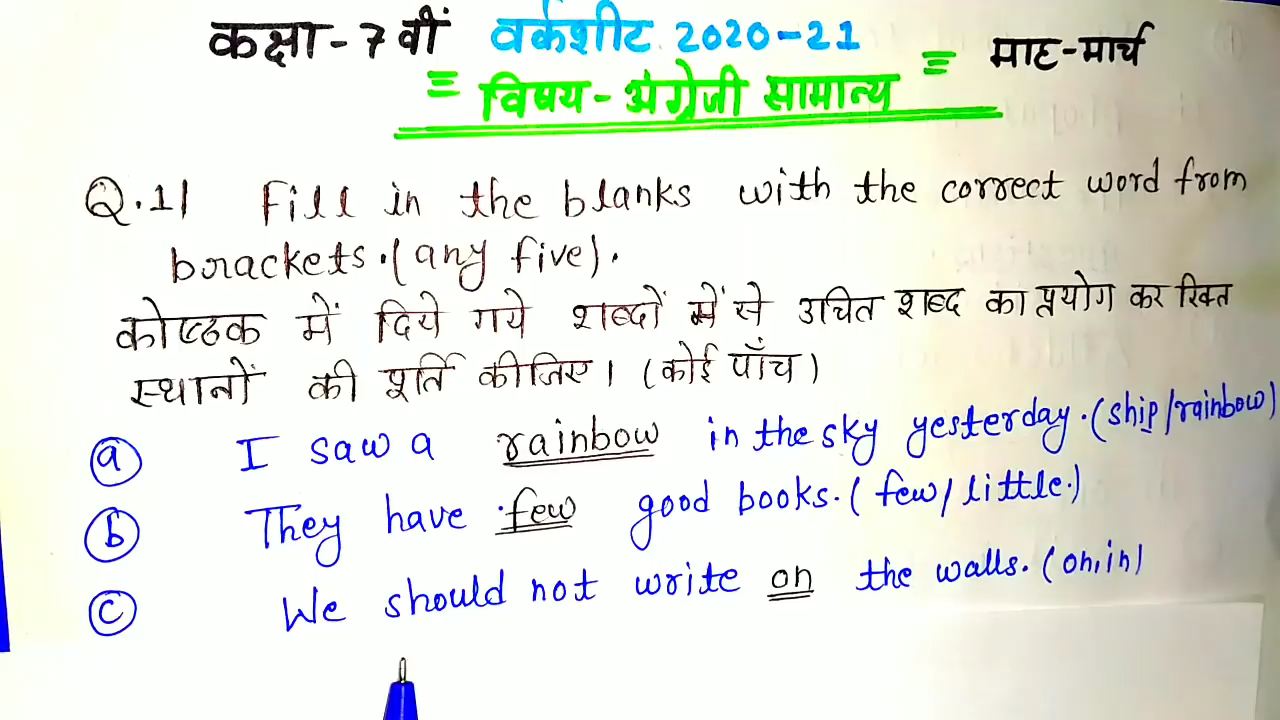 कक्षा-7वीं वर्कशीट 2020-21 माह-मार्च
= विषय-अंग्रेजी सामान्य =
Q.1| Fill in the blanks with the correct word from
brackets.(any five).
कोष्ठक में दिये गये शब्दों में से उचित शब्द का प्रयोग कर रिक्त
स्थानों की पूर्ति कीजिए। (कोई पाँच)
(a) I saw a rainbow in the sky yesterday.(ship/rainbow)
(b) They have few good books.(few/little.)
(c) We should not write on the walls.(on,in)